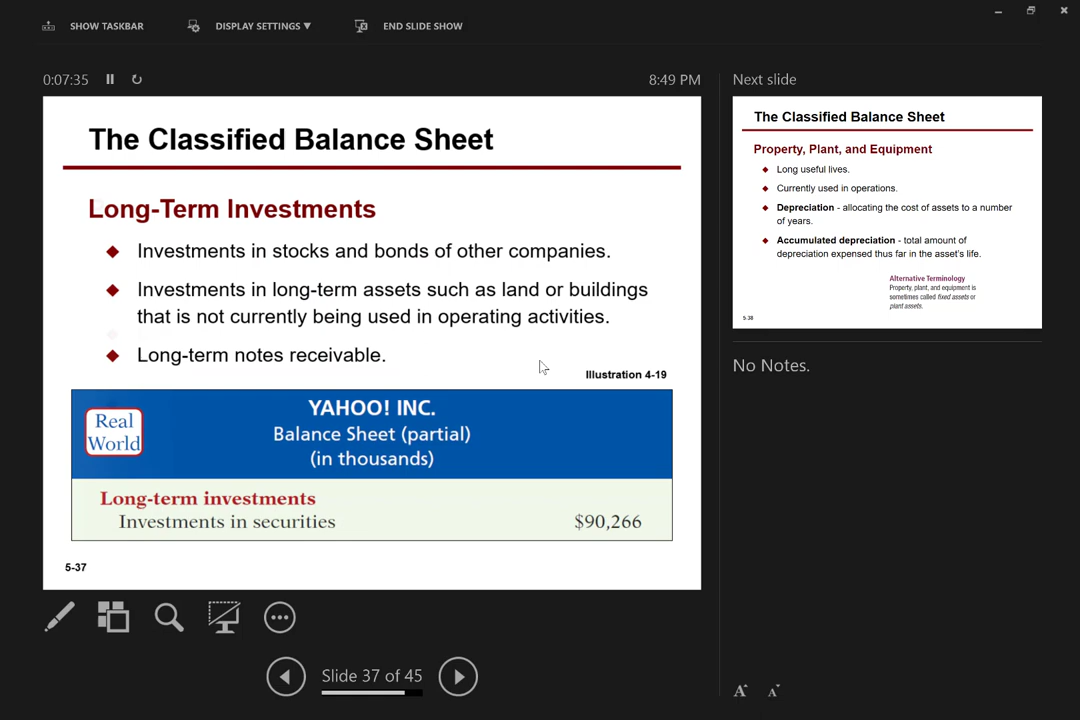 SHOW TASKBAR
DISPLAY SETTINGS ▼
END SLIDE SHOW
0:07:35
8:49 PM
The Classified Balance Sheet
Long-Term Investments
Investments in stocks and bonds of other companies.
Investments in long-term assets such as land or buildings
that is not currently being used in operating activities.
Long-term notes receivable.
Illustration 4-19
Real
World
YAHOO! INC.
Balance Sheet (partial)
(in thousands)
Long-term investments
Investments in securities $90,266
5-37
Slide 37 of 45
Next slide
The Classified Balance Sheet
Property, Plant, and Equipment
Long useful lives.
Currently used in operations.
Depreciation - allocating the cost of assets to a number
of years.
Accumulated depreciation - total amount of
depreciation expensed thus far in the asset's life.
Alternative Terminology
Property, plant, and equipment is
sometimes called fixed assets or
plant assets.
5-38
No Notes.
A A